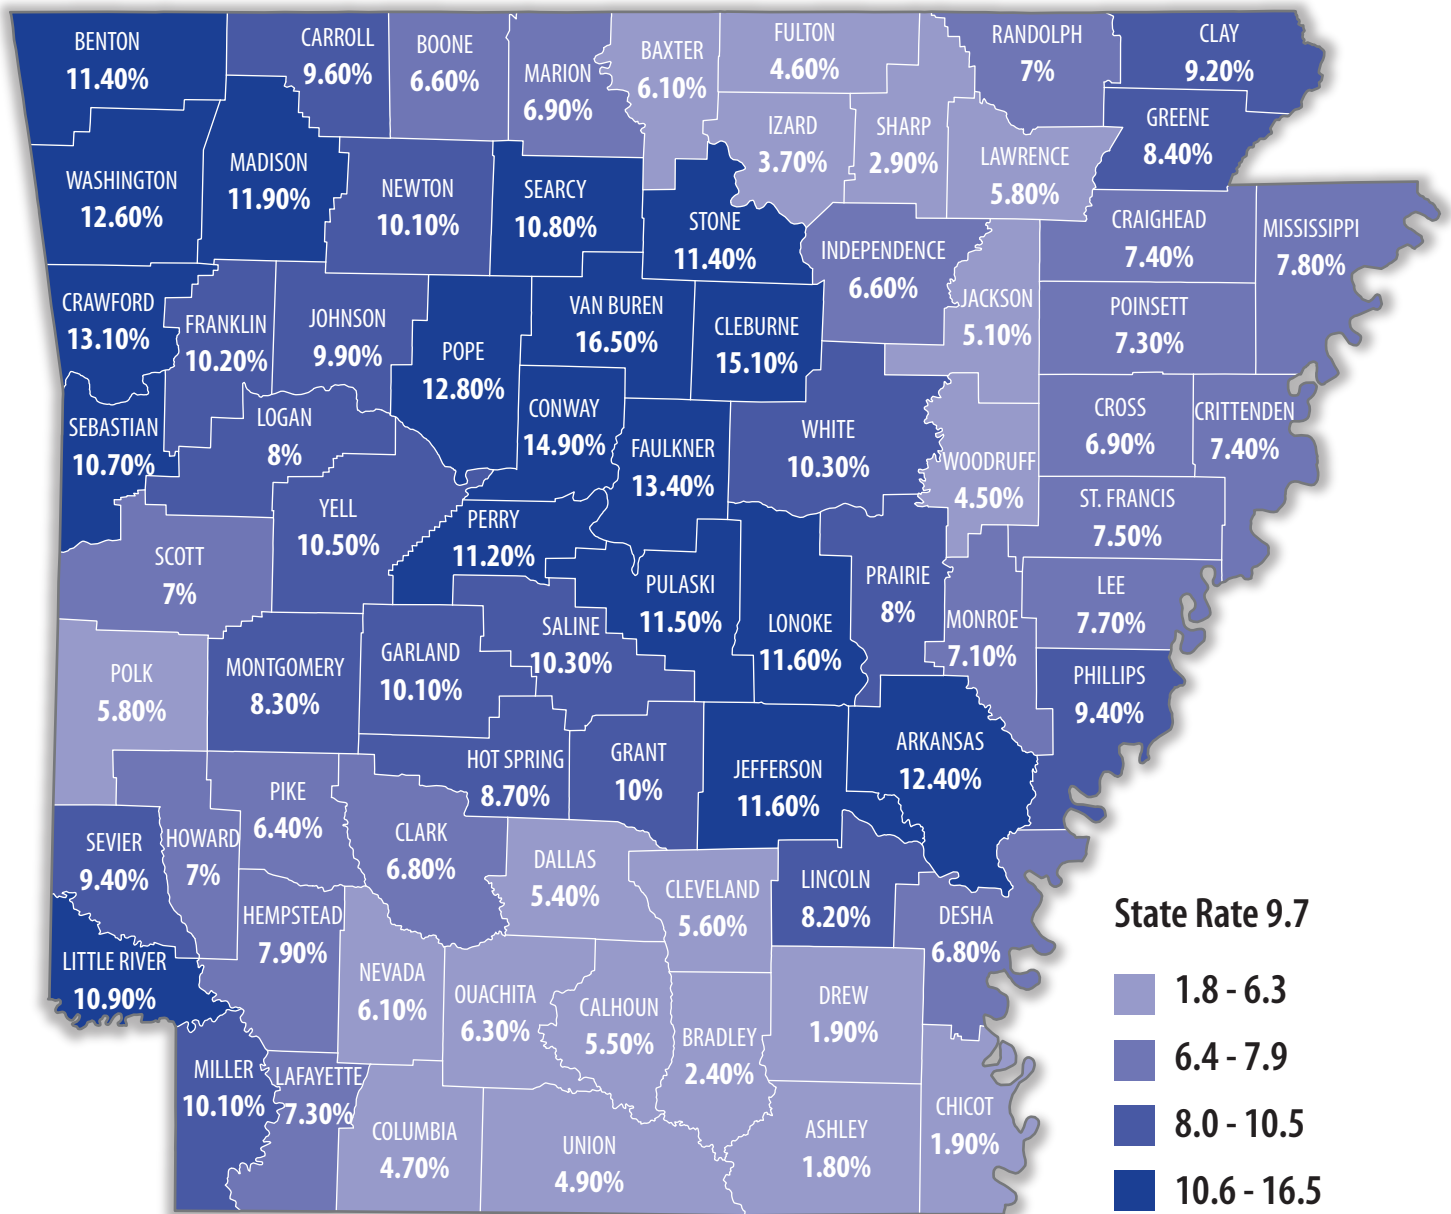 BENTON
11.40%
CARROLL
9.60%
BOONE
6.60%
MARION
6.90%
BAXTER
6.10%
FULTON
4.60%
RANDOLPH
7%
CLAY
9.20%
GREENE
8.40%
IZARD
3.70%
SHARP
2.90%
LAWRENCE
5.80%
WASHINGTON
12.60%
MADISON
11.90%
NEWTON
10.10%
SEARCY
10.80%
STONE
11.40%
INDEPENDENCE
6.60%
CRAIGHEAD
7.40%
MISSISSIPPI
7.80%
CRAWFORD
13.10%
FRANKLIN
10.20%
JOHNSON
9.90%
POPE
12.80%
VAN BUREN
16.50%
CLEBURNE
15.10%
JACKSON
5.10%
POINSETT
7.30%
SEBASTIAN
10.70%
LOGAN
8%
CONWAY
14.90%
FAULKNER
13.40%
WHITE
10.30%
WOODRUFF
4.50%
CROSS
6.90%
CRITTENDEN
7.40%
ST. FRANCIS
7.50%
SCOTT
7%
YELL
10.50%
PERRY
11.20%
PULASKI
11.50%
LONOKE
11.60%
PRAIRIE
8%
MONROE
7.10%
LEE
7.70%
PHILLIPS
9.40%
POLK
5.80%
MONTGOMERY
8.30%
GARLAND
10.10%
SALINE
10.30%
HOT SPRING
8.70%
GRANT
10%
JEFFERSON
11.60%
ARKANSAS
12.40%
SEVIER
9.40%
HOWARD
7%
PIKE
6.40%
CLARK
6.80%
DALLAS
5.40%
CLEVELAND
5.60%
LINCOLN
8.20%
DESHA
6.80%
LITTLE RIVER
10.90%
HEMPSTEAD
7.90%
NEVADA
6.10%
OUACHITA
6.30%
CALHOUN
5.50%
BRADLEY
2.40%
DREW
1.90%
MILLER
10.10%
LAFAYETTE
7.30%
COLUMBIA
4.70%
UNION
4.90%
ASHLEY
1.80%
CHICOT
1.90%
State Rate 9.7
1.8 - 6.3
6.4 - 7.9
8.0 - 10.5
10.6 - 16.5